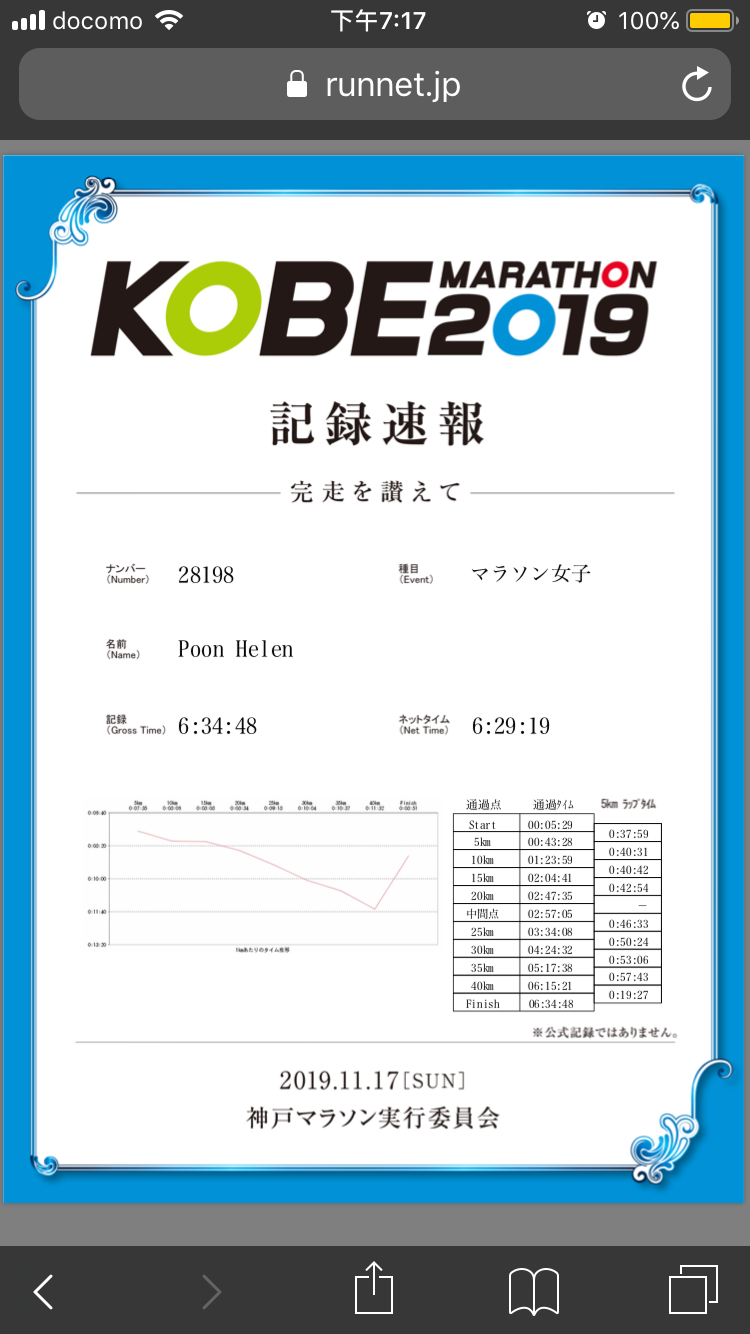 docomo 下午7:17 100%
runnet.jp
KOBE MARATHON 2019
記録速報
完走を讃えて
ナンバー (Number) 28198 種目 (Event) マラソン女子
名前 (Name) Poon Helen
記録 (Gross Time) 6:34:48 ネットタイム (Net Time) 6:29:19
5km 10km 15km 20km 25km 30km 35km 40km Finish
0:07:35 0:08:06 0:08:08 0:08:34 0:09:18 0:10:04 0:10:37 0:11:32 0:08:51
0:06:40
0:08:20
0:10:00
0:11:40
0:13:20
1kmあたりのタイム推移
通過点 通過タイム 5km ラップタイム
Start 00:05:29
5km 00:43:28 0:37:59
10km 01:23:59 0:40:31
15km 02:04:41 0:40:42
20km 02:47:35 0:42:54
中間点 02:57:05 —
25km 03:34:08 0:46:33
30km 04:24:32 0:50:24
35km 05:17:38 0:53:06
40km 06:15:21 0:57:43
Finish 06:34:48 0:19:27
※公式記録ではありません。
2019.11.17[SUN]
神戸マラソン実行委員会